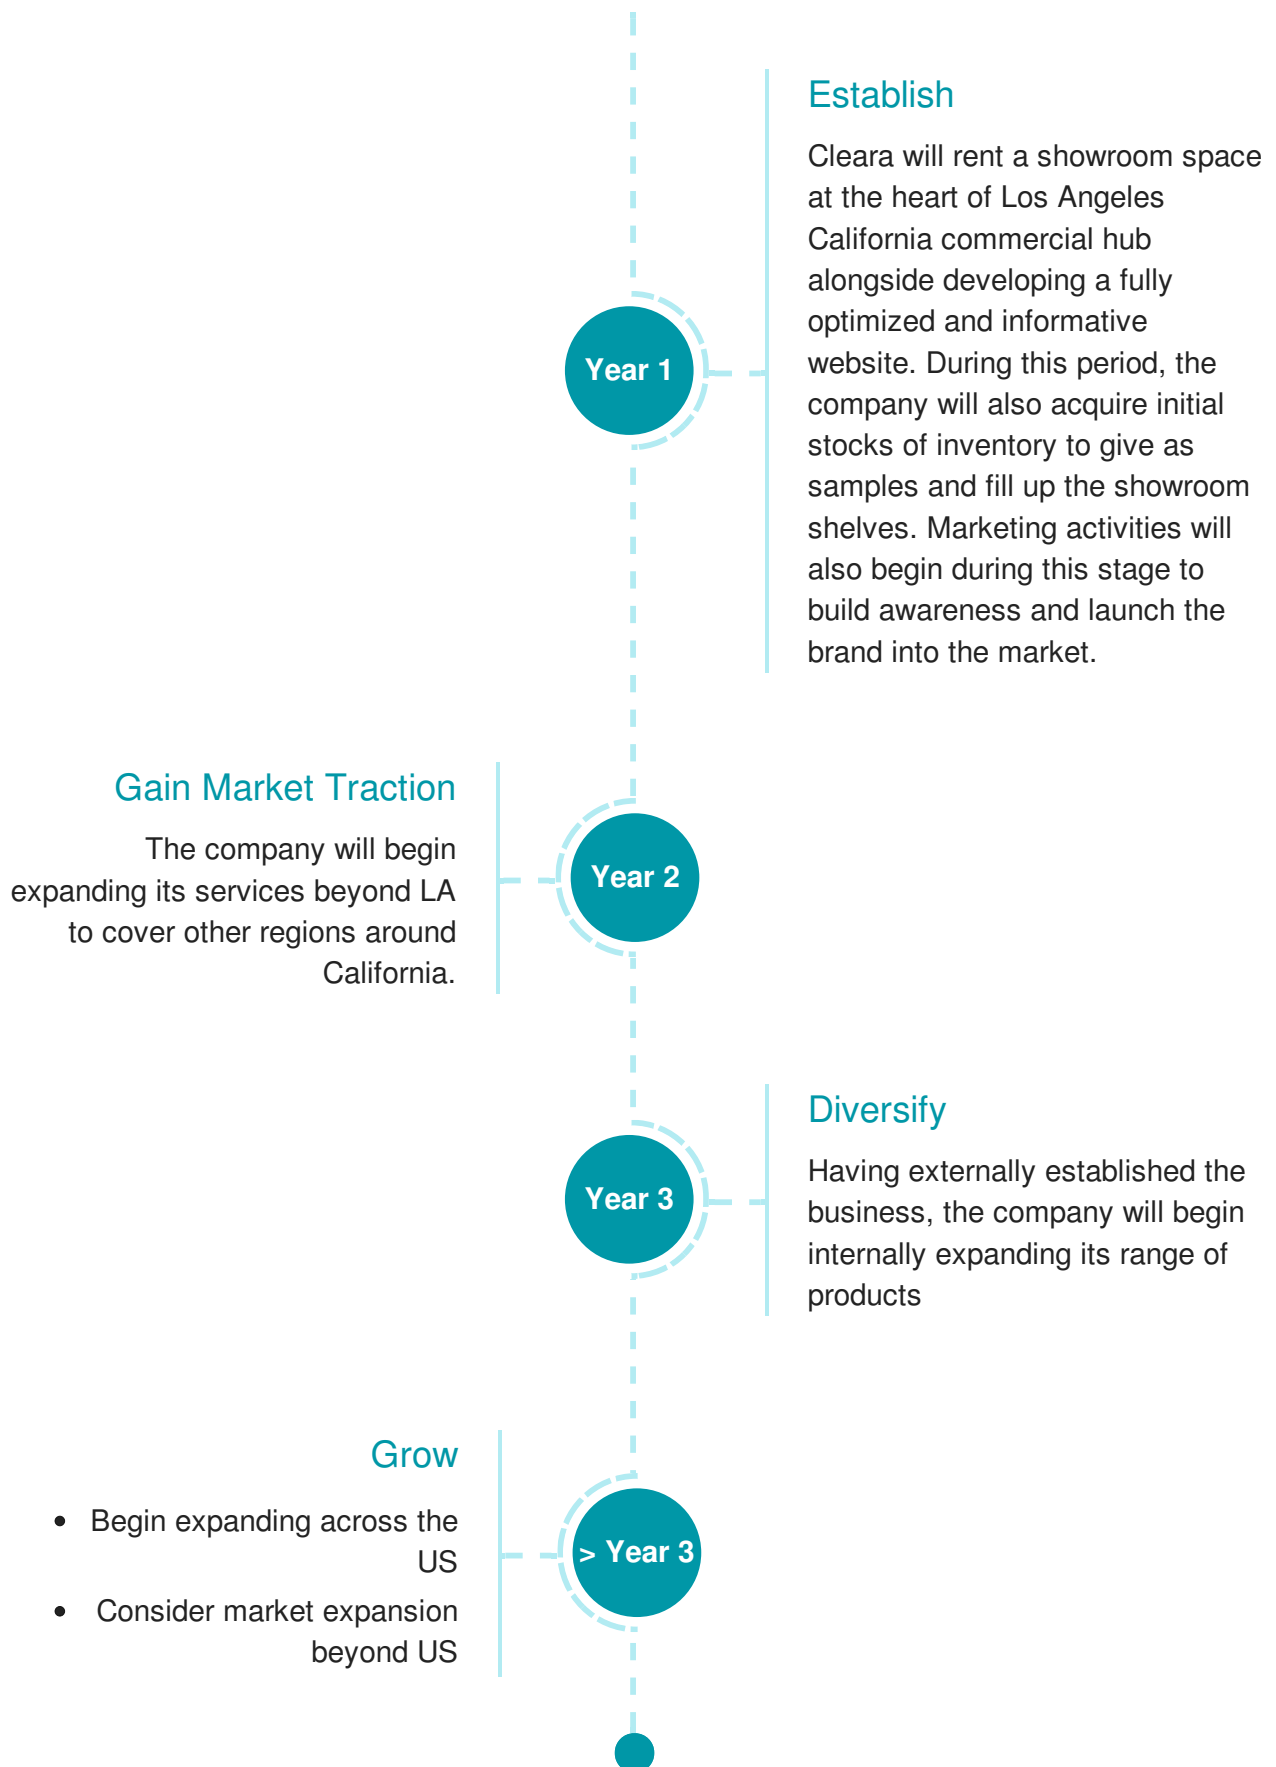 Establish
Cleara will rent a showroom space
at the heart of Los Angeles
California commercial hub
alongside developing a fully
optimized and informative
website. During this period, the
company will also acquire initial
stocks of inventory to give as
samples and fill up the showroom
shelves. Marketing activities will
also begin during this stage to
build awareness and launch the
brand into the market.
Year 1
Gain Market Traction
The company will begin
expanding its services beyond LA
to cover other regions around
California.
Year 2
Diversify
Having externally established the
business, the company will begin
internally expanding its range of
products
Year 3
Grow
• Begin expanding across the
US
• Consider market expansion
beyond US
> Year 3